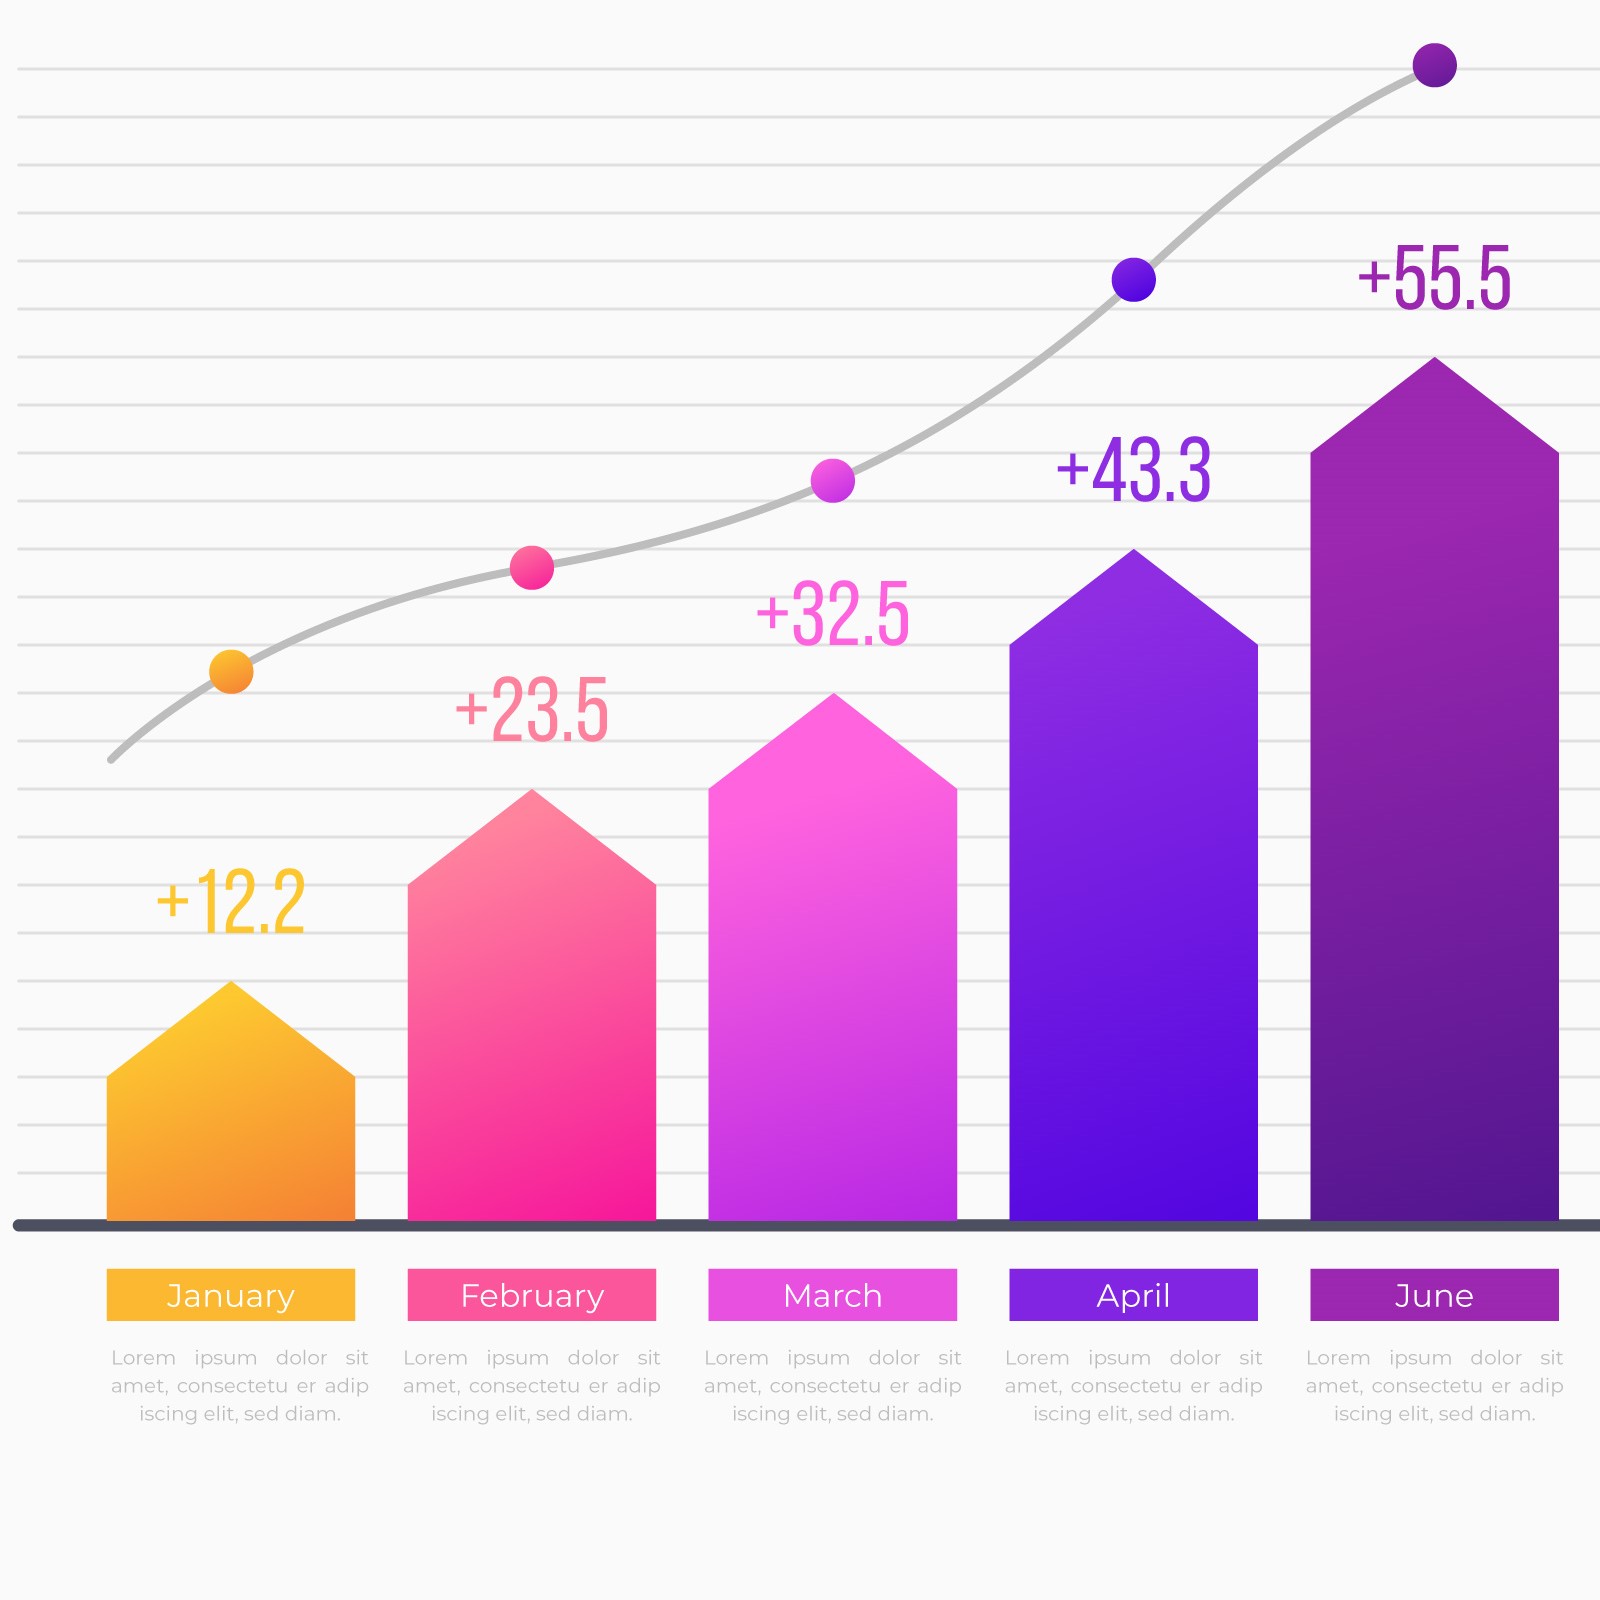 +55.5
+43.3
+32.5
+23.5
+12.2
January
February
March
April
June
Lorem ipsum dolor sit
amet, consectetu er adip
iscing elit, sed diam.
Lorem ipsum dolor sit
amet, consectetu er adip
iscing elit, sed diam.
Lorem ipsum dolor sit
amet, consectetu er adip
iscing elit, sed diam.
Lorem ipsum dolor sit
amet, consectetu er adip
iscing elit, sed diam.
Lorem ipsum dolor sit
amet, consectetu er adip
iscing elit, sed diam.